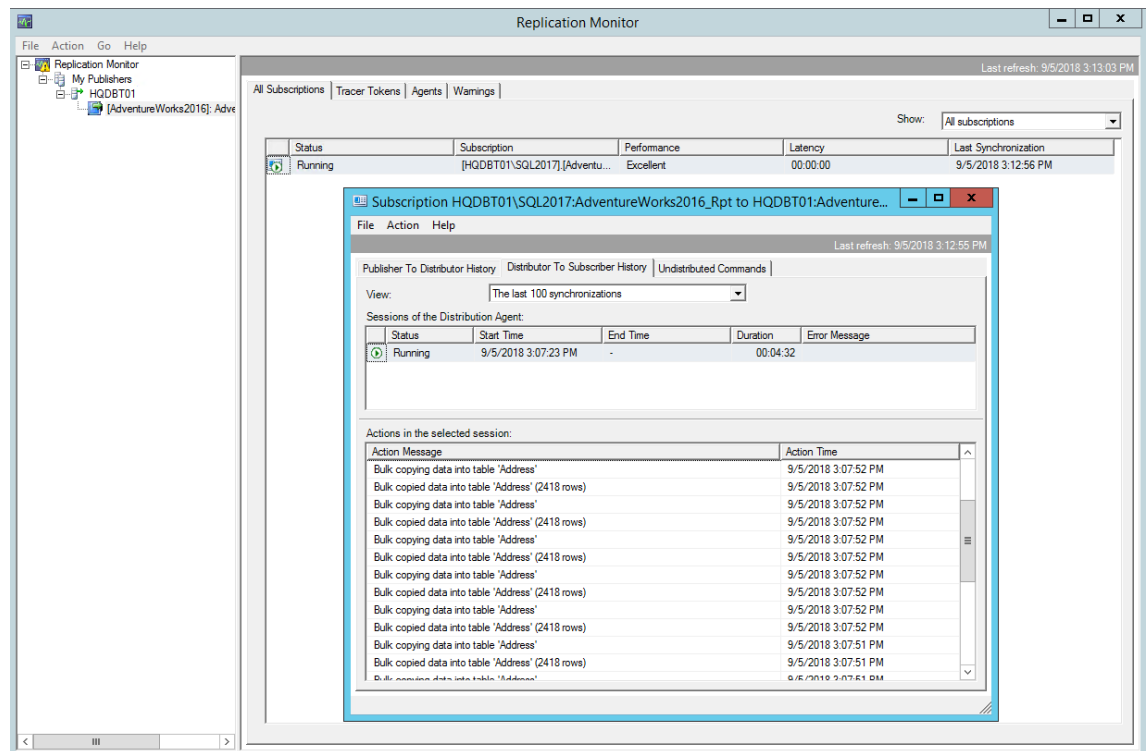 Replication Monitor
File Action Go Help
Replication Monitor
My Publishers
HQDBT01
[AdventureWorks2016]: Adve
Last refresh: 9/5/2018 3:13:03 PM
All Subscriptions Tracer Tokens Agents Warnings
Show: All subscriptions
Status Subscription Performance Latency Last Synchronization
Running [HQDBT01\SQL2017].[Adventu... Excellent 00:00:00 9/5/2018 3:12:56 PM
Subscription HQDBT01\SQL2017:AdventureWorks2016_Rpt to HQDBT01:Adventure...
File Action Help
Last refresh: 9/5/2018 3:12:55 PM
Publisher To Distributor History Distributor To Subscriber History Undistributed Commands
View: The last 100 synchronizations
Sessions of the Distribution Agent:
Status Start Time End Time Duration Error Message
Running 9/5/2018 3:07:23 PM - 00:04:32
Actions in the selected session:
Action Message Action Time
Bulk copying data into table 'Address' 9/5/2018 3:07:52 PM
Bulk copied data into table 'Address' (2418 rows) 9/5/2018 3:07:52 PM
Bulk copying data into table 'Address' 9/5/2018 3:07:52 PM
Bulk copied data into table 'Address' (2418 rows) 9/5/2018 3:07:52 PM
Bulk copying data into table 'Address' 9/5/2018 3:07:52 PM
Bulk copied data into table 'Address' (2418 rows) 9/5/2018 3:07:52 PM
Bulk copying data into table 'Address' 9/5/2018 3:07:52 PM
Bulk copied data into table 'Address' (2418 rows) 9/5/2018 3:07:52 PM
Bulk copying data into table 'Address' 9/5/2018 3:07:52 PM
Bulk copied data into table 'Address' (2418 rows) 9/5/2018 3:07:52 PM
Bulk copying data into table 'Address' 9/5/2018 3:07:51 PM
Bulk copied data into table 'Address' (2418 rows) 9/5/2018 3:07:51 PM
Bulk copying data into table 'Address' 9/5/2018 3:07:51 PM